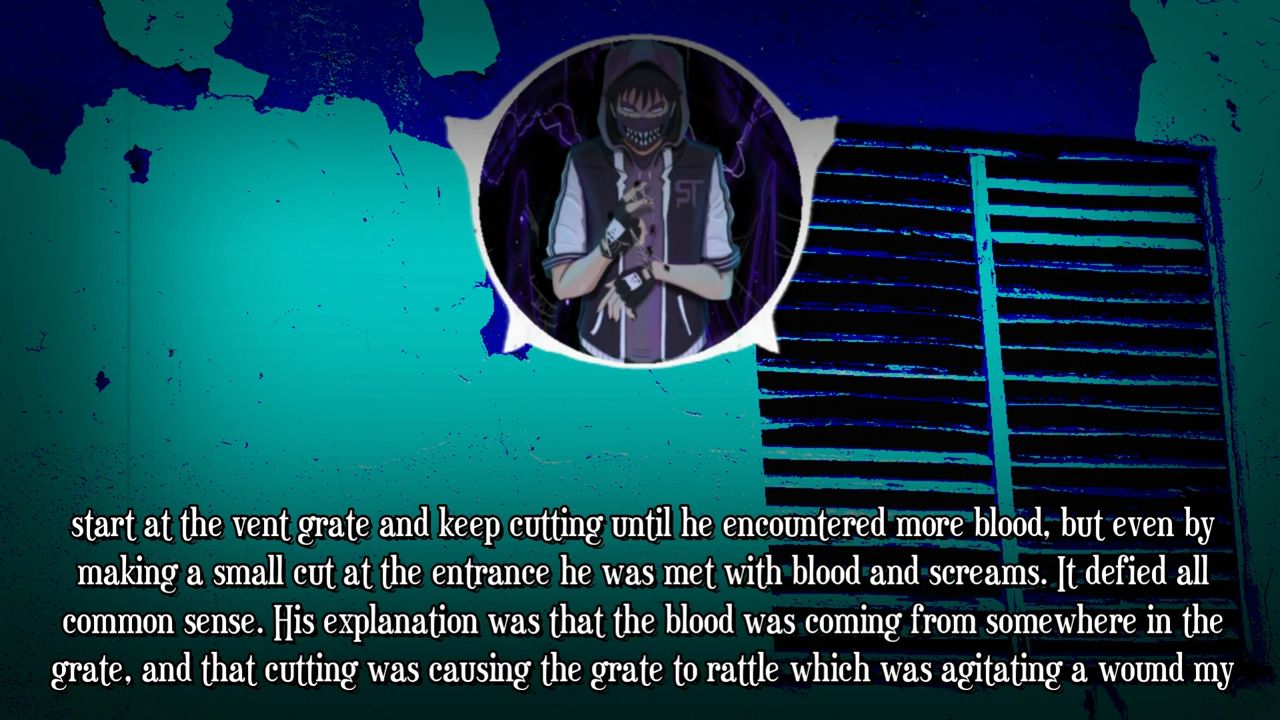 ST
start at the vent grate and keep cutting until he encountered more blood, but even by
making a small cut at the entrance he was met with blood and screams. It defied all
common sense. His explanation was that the blood was coming from somewhere in the
grate, and that cutting was causing the grate to rattle which was agitating a wound my